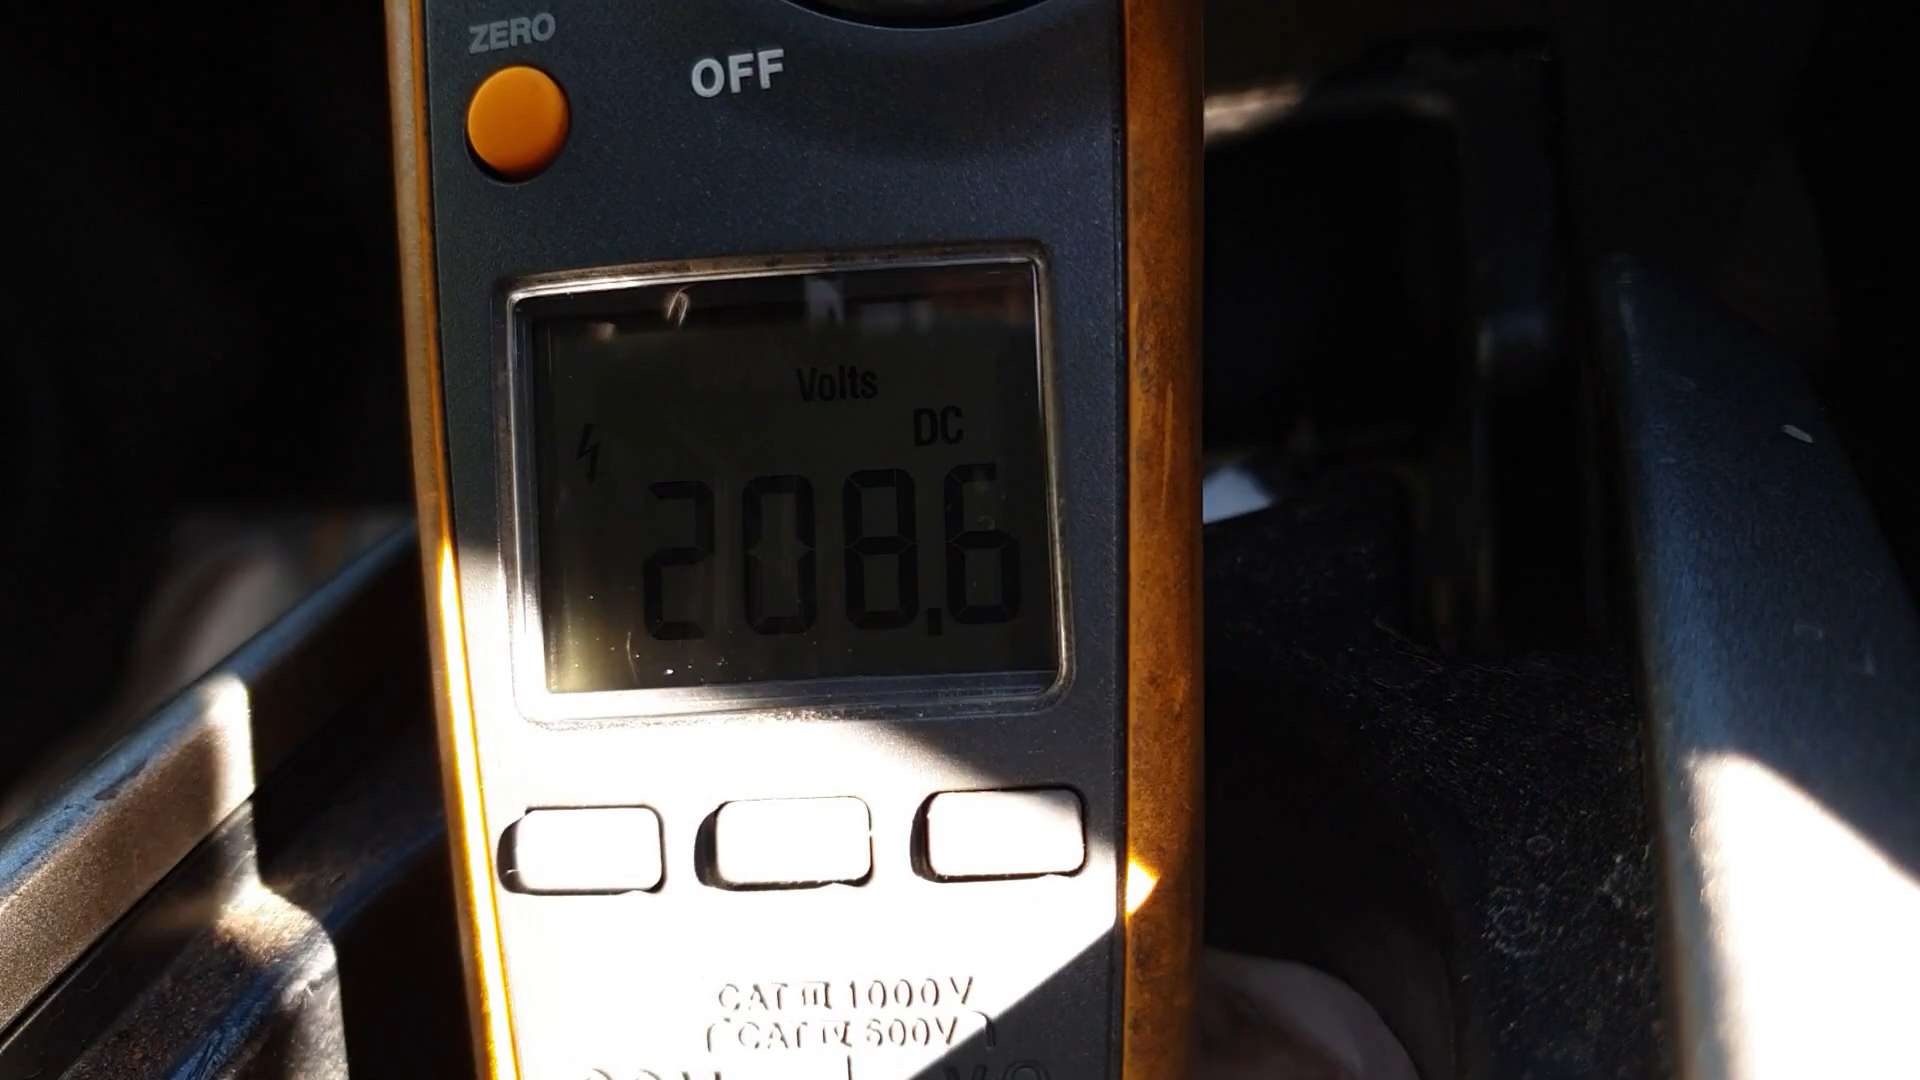 ZERO
OFF
Volts
DC
208.6
CAT III 1000V
CAT IV 600V